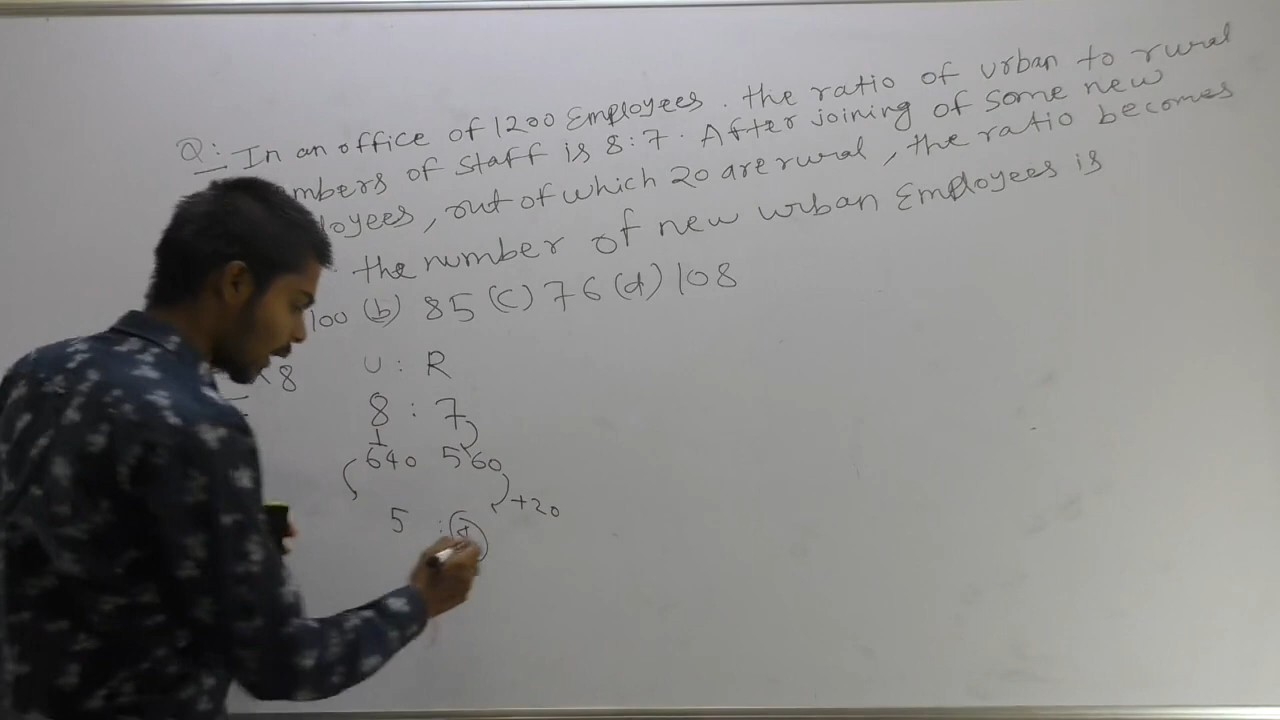 Q: In an office of 1200 Employees. the ratio of urban to rural
mbers of staff is 8:7. After joining of some new
loyees, out of which 20 are rural, the ratio becomes
. the number of new urban Employees is
100 (b) 85 (c) 76 (d) 108
8 U : R
8 : 7
640 560
+20
5 :